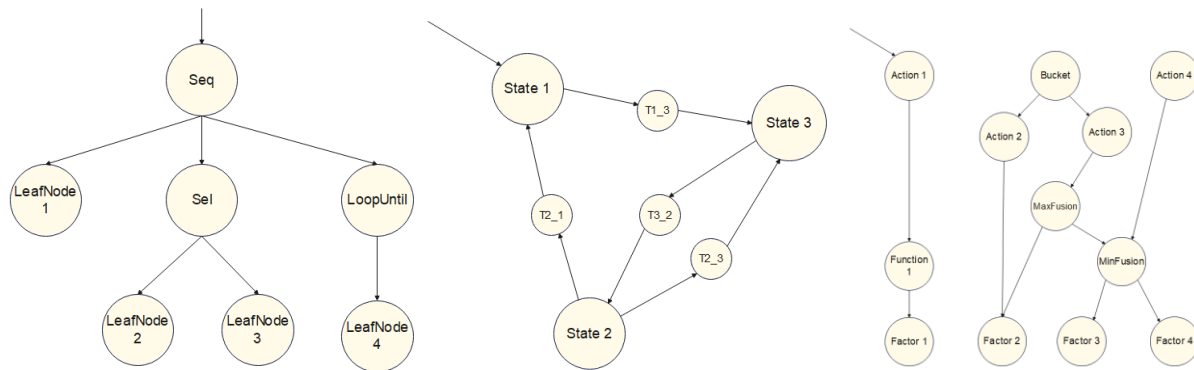 Seq
LeafNode
1
Sel
LoopUntil
LeafNode
2
LeafNode
3
LeafNode
4
State 1
T1_3
State 3
T2_1
T3_2
T2_3
State 2
Action 1
Bucket
Action 4
Action 2
Action 3
MaxFusion
Function
1
MinFusion
Factor 1
Factor 2
Factor 3
Factor 4